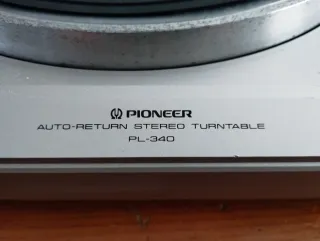 PIONEER
AUTO-RETURN STEREO TURNTABLE
PL-340